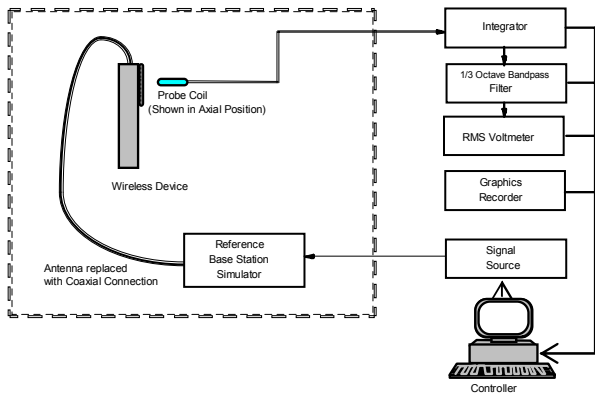 Integrator
1/3 Octave Bandpass
Filter
RMS Voltmeter
Graphics
Recorder
Signal
Source
Controller
Probe Coil
(Shown in Axial Position)
Wireless Device
Reference
Base Station
Simulator
Antenna replaced
with Coaxial Connection